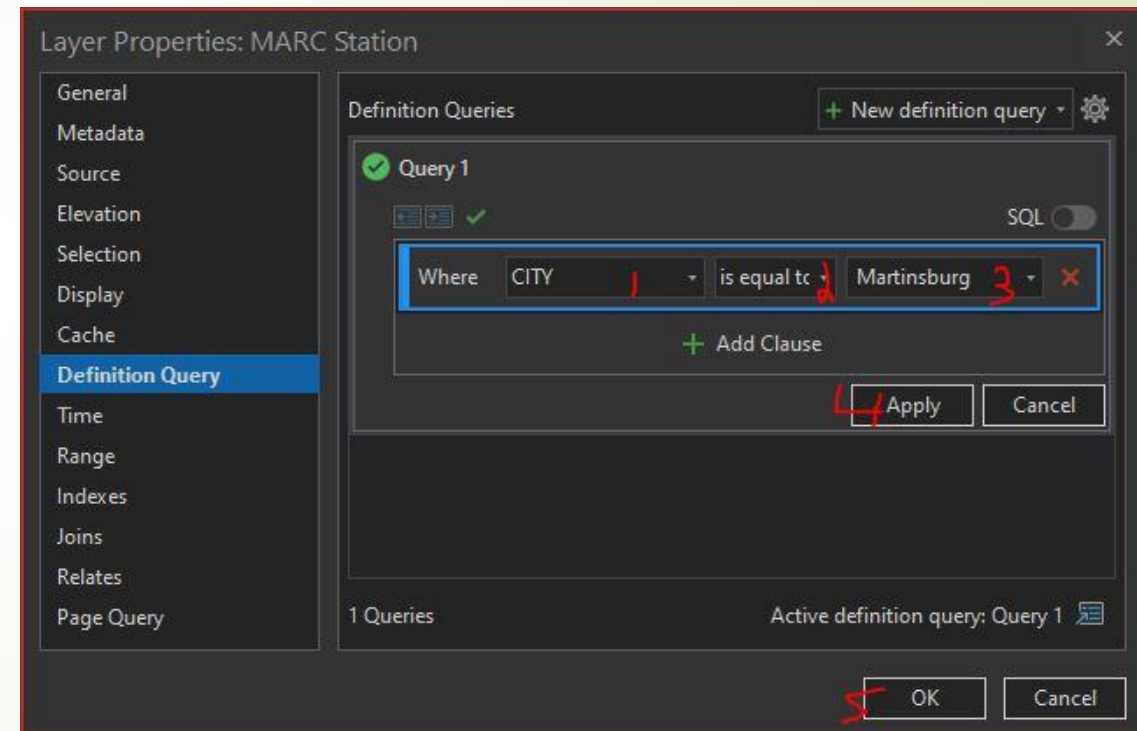 Layer Properties: MARC Station
General
Metadata
Source
Elevation
Selection
Display
Cache
Definition Query
Time
Range
Indexes
Joins
Relates
Page Query
Definition Queries
+ New definition query
Query 1
SQL
Where CITY 1 is equal tc 2 Martinsburg 3
+ Add Clause
4 Apply Cancel
1 Queries Active definition query: Query 1
5 OK Cancel